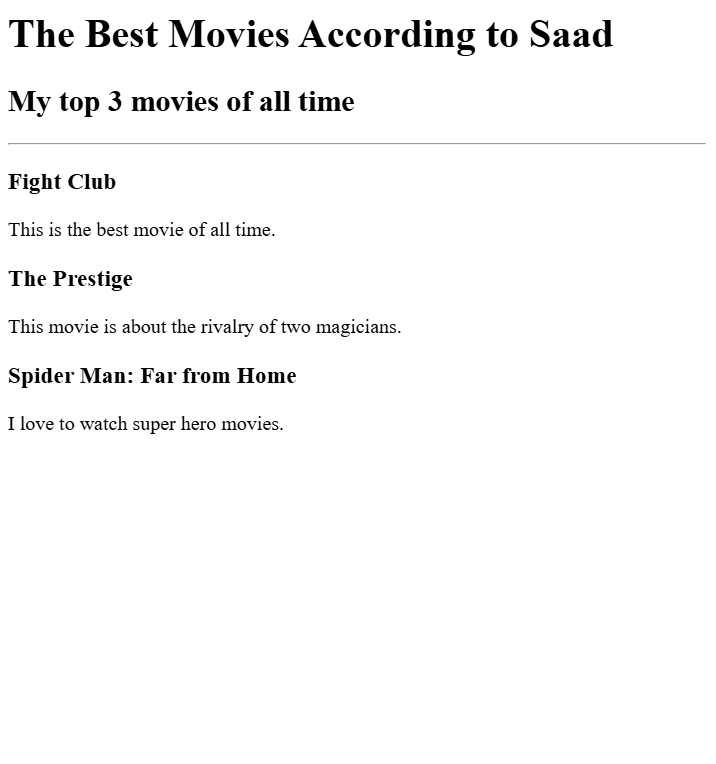 The Best Movies According to Saad
My top 3 movies of all time
Fight Club
This is the best movie of all time.
The Prestige
This movie is about the rivalry of two magicians.
Spider Man: Far from Home
I love to watch super hero movies.